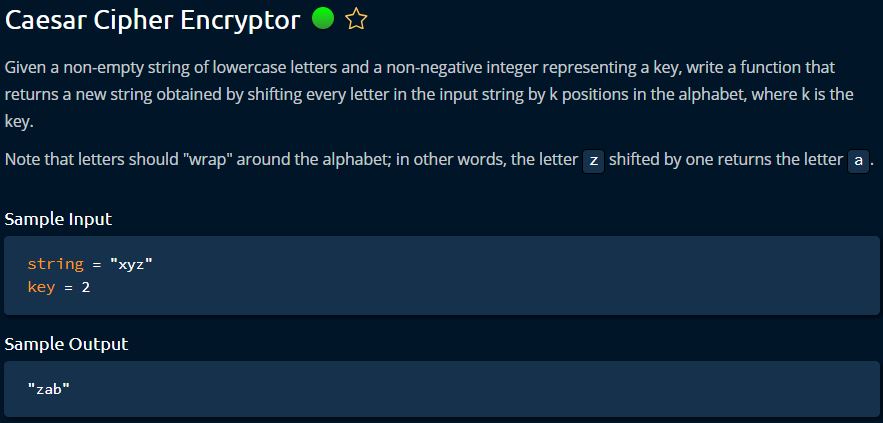 Caesar Cipher Encryptor
Given a non-empty string of lowercase letters and a non-negative integer representing a key, write a function that
returns a new string obtained by shifting every letter in the input string by k positions in the alphabet, where k is the
key.
Note that letters should "wrap" around the alphabet; in other words, the letter z shifted by one returns the letter a .
Sample Input
string = "xyz"
key = 2
Sample Output
"zab"